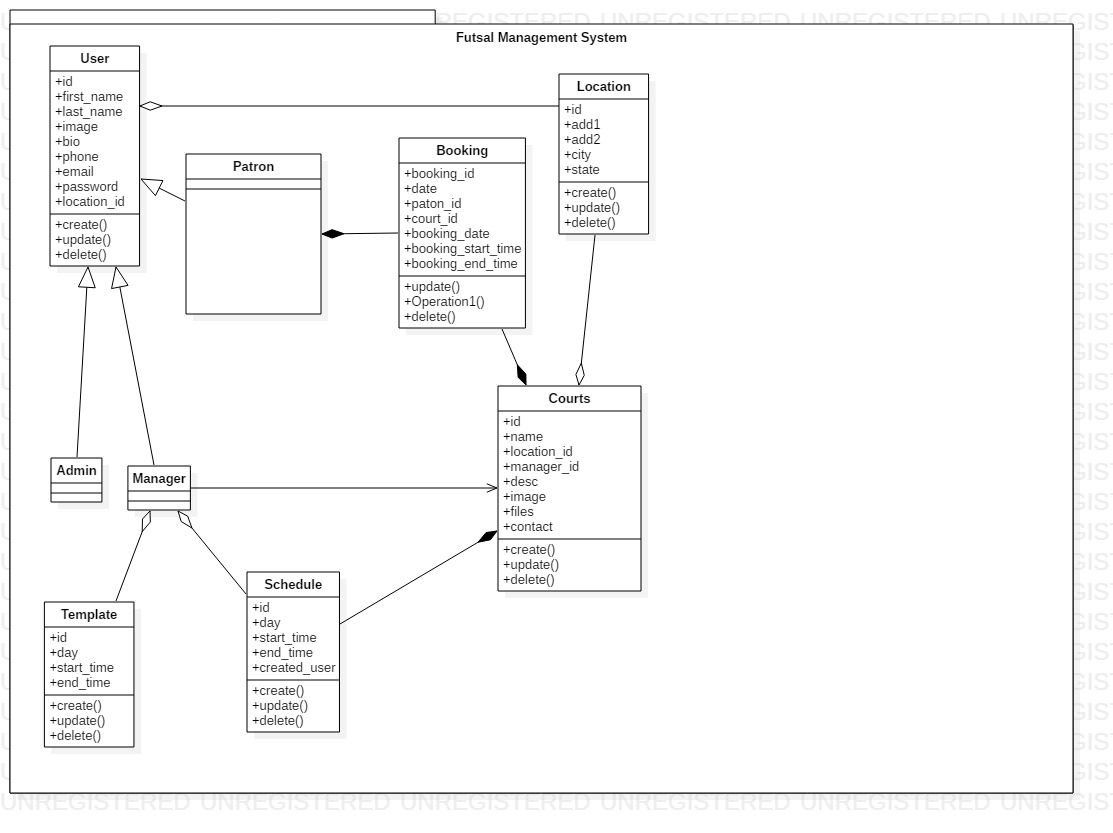 Futsal Management System
User
+id
+first_name
+last_name
+image
+bio
+phone
+email
+password
+location_id
+create()
+update()
+delete()
Patron
Booking
+booking_id
+date
+paton_id
+court_id
+booking_date
+booking_start_time
+booking_end_time
+update()
+Operation1()
+delete()
Location
+id
+add1
+add2
+city
+state
+create()
+update()
+delete()
Admin
Manager
Courts
+id
+name
+location_id
+manager_id
+desc
+image
+files
+contact
+create()
+update()
+delete()
Template
+id
+day
+start_time
+end_time
+create()
+update()
+delete()
Schedule
+id
+day
+start_time
+end_time
+created_user
+create()
+update()
+delete()
UNREGISTERED UNREGISTERED UNREGISTERED UNREGISTERED UNREGISTERED UNREGIST